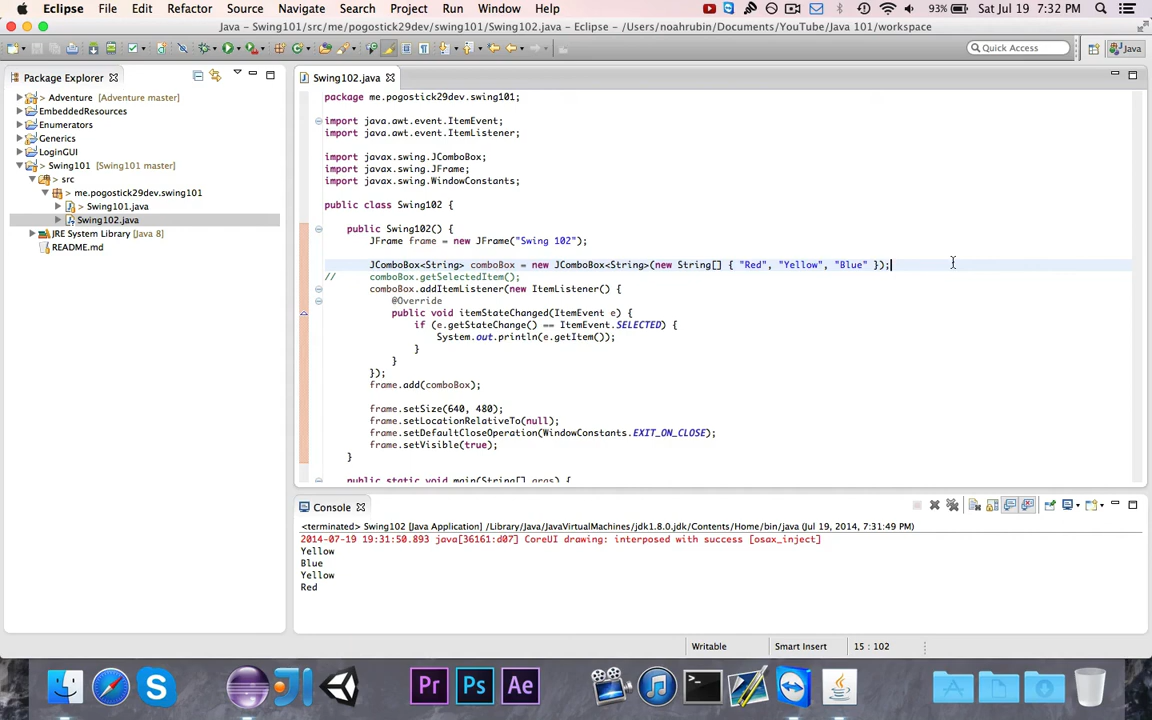 Eclipse File Edit Refactor Source Navigate Search Project Run Window Help 93% Sat Jul 19 7:32 PM
Java - Swing101/src/me/pogostick29dev/swing101/Swing102.java - Eclipse - /Users/noahrubin/Documents/YouTube/Java 101/workspace
Quick Access Java
Package Explorer
> Adventure [Adventure master]
EmbeddedResources
Enumerators
Generics
LoginGUI
> Swing101 [Swing101 master]
> src
> me.pogostick29dev.swing101
> Swing101.java
Swing102.java
JRE System Library [Java 8]
README.md
Swing102.java
package me.pogostick29dev.swing101;
import java.awt.event.ItemEvent;
import java.awt.event.ItemListener;
import javax.swing.JComboBox;
import javax.swing.JFrame;
import javax.swing.WindowConstants;
public class Swing102 {
public Swing102() {
JFrame frame = new JFrame("Swing 102");
JComboBox<String> comboBox = new JComboBox<String>(new String[] { "Red", "Yellow", "Blue" });
// comboBox.getSelectedItem();
comboBox.addItemListener(new ItemListener() {
@Override
public void itemStateChanged(ItemEvent e) {
if (e.getStateChange() == ItemEvent.SELECTED) {
System.out.println(e.getItem());
}
}
});
frame.add(comboBox);
frame.setSize(640, 480);
frame.setLocationRelativeTo(null);
frame.setDefaultCloseOperation(WindowConstants.EXIT_ON_CLOSE);
frame.setVisible(true);
}
public static void main(String[] args) {
Console
<terminated> Swing102 [Java Application] /Library/Java/JavaVirtualMachines/jdk1.8.0.jdk/Contents/Home/bin/java (Jul 19, 2014, 7:31:49 PM)
2014-07-19 19:31:50.893 java[36161:d07] CoreUI drawing: interposed with success [osax_inject]
Yellow
Blue
Yellow
Red
Writable Smart Insert 15 : 102
Pr Ps Ae